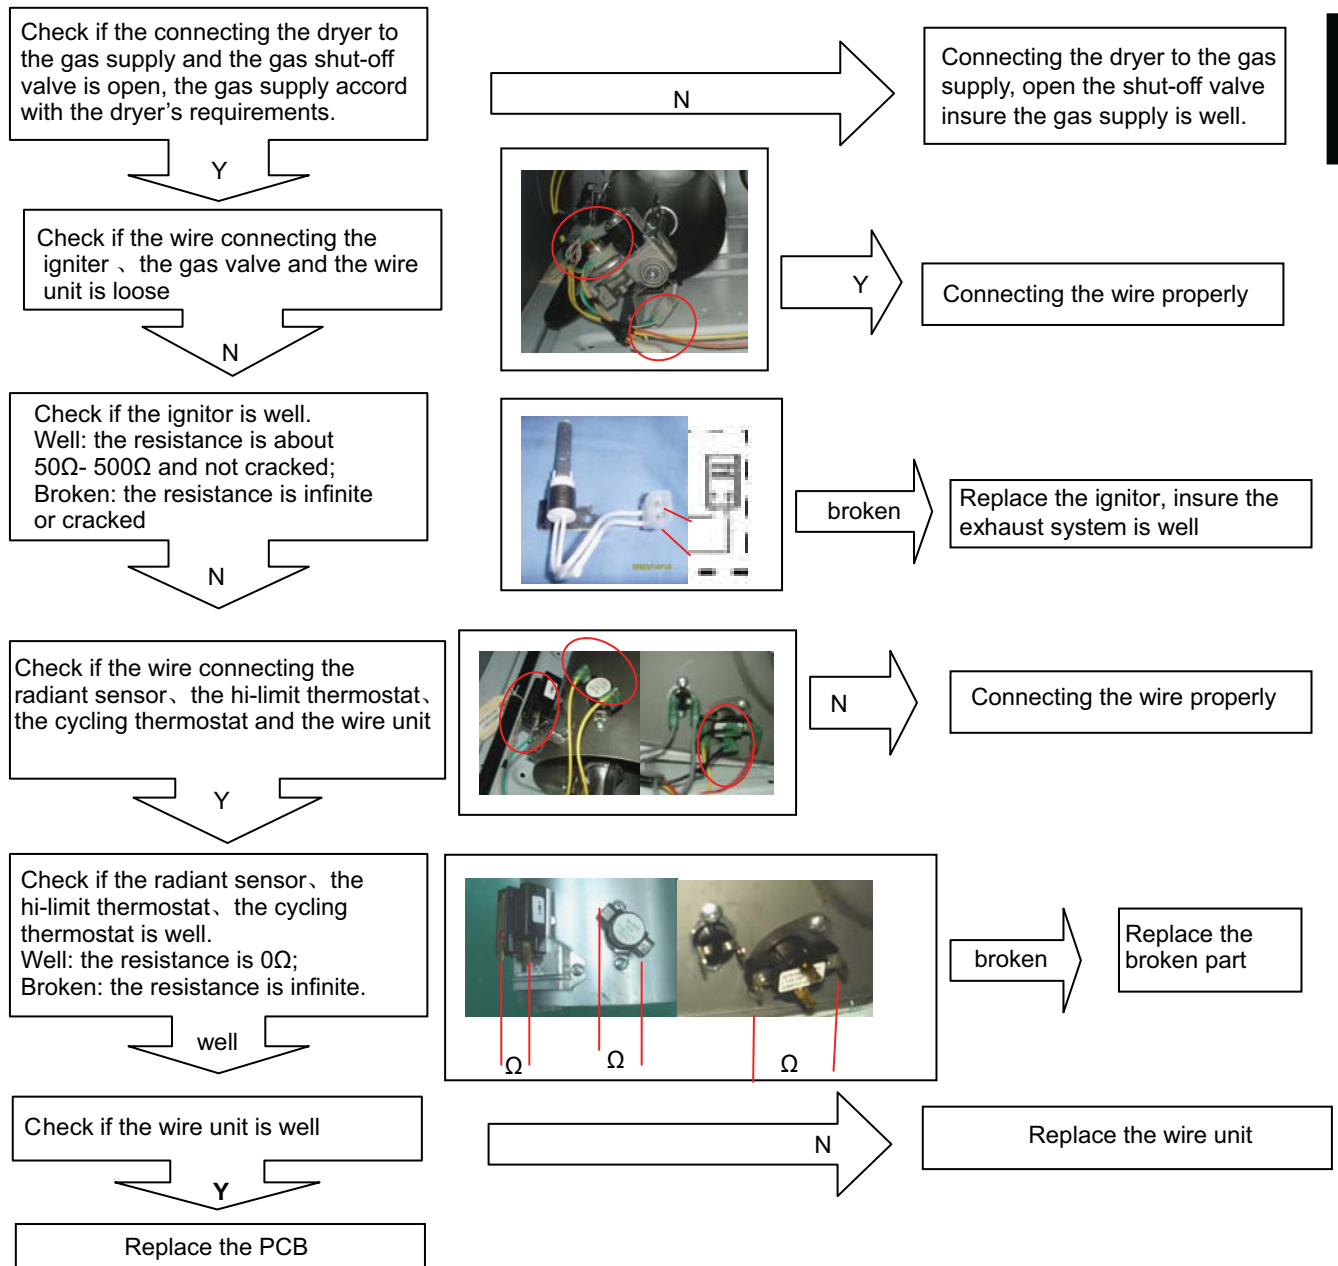 Check if the connecting the dryer to
the gas supply and the gas shut-off
valve is open, the gas supply accord
with the dryer’s requirements.
N
Connecting the dryer to the gas
supply, open the shut-off valve
insure the gas supply is well.
Y
Check if the wire connecting the
igniter 、the gas valve and the wire
unit is loose
Y
Connecting the wire properly
N
Check if the ignitor is well.
Well: the resistance is about
50Ω- 500Ω and not cracked;
Broken: the resistance is infinite
or cracked
broken
Replace the ignitor, insure the
exhaust system is well
N
Check if the wire connecting the
radiant sensor、the hi-limit thermostat、
the cycling thermostat and the wire unit
N
Connecting the wire properly
Y
Check if the radiant sensor、the
hi-limit thermostat、the cycling
thermostat is well.
Well: the resistance is 0Ω;
Broken: the resistance is infinite.
Ω
Ω
Ω
broken
Replace the
broken part
well
Check if the wire unit is well
N
Replace the wire unit
Y
Replace the PCB